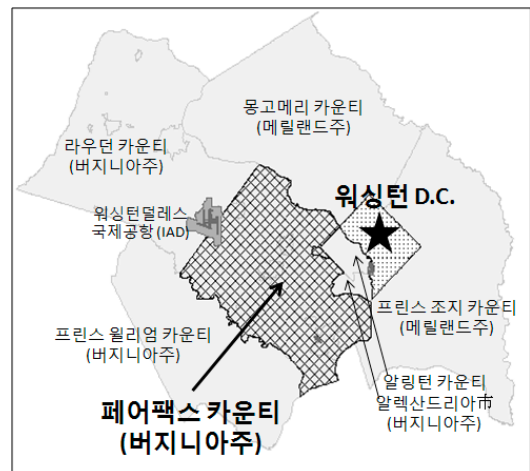 몽고메리 카운티
(메릴랜드주)
라우던 카운티
(버지니아주)
워싱턴 D.C.
워싱턴덜레스
국제공항 (IAD)
프린스 조지 카운티
(메릴랜드주)
프린스 윌리엄 카운티
(버지니아주)
알링턴 카운티
알렉산드리아市
(버지니아주)
페어팩스 카운티
(버지니아주)